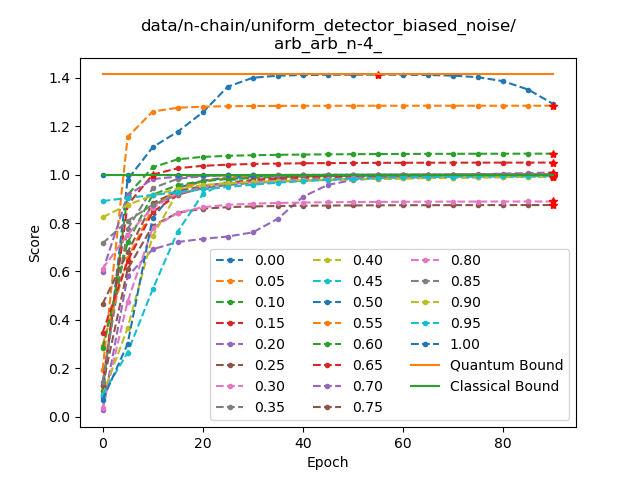 data/n-chain/uniform_detector_biased_noise/
arb_arb_n-4_
Score
1.4
1.2
1.0
0.8
0.6
0.4
0.2
0.0
0 20 40 60 80
Epoch
0.00 0.40 0.80
0.05 0.45 0.85
0.10 0.50 0.90
0.15 0.55 0.95
0.20 0.60 1.00
0.25 0.65 Quantum Bound
0.30 0.70 Classical Bound
0.35 0.75